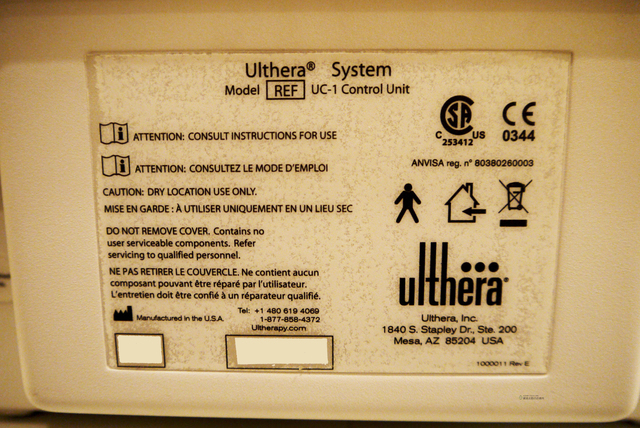 Ulthera® System
Model REF UC-1 Control Unit
ATTENTION: CONSULT INSTRUCTIONS FOR USE
ATTENTION: CONSULTEZ LE MODE D'EMPLOI
CAUTION: DRY LOCATION USE ONLY.
MISE EN GARDE : À UTILISER UNIQUEMENT EN UN LIEU SEC
DO NOT REMOVE COVER. Contains no
user serviceable components. Refer
servicing to qualified personnel.
NE PAS RETIRER LE COUVERCLE. Ne contient aucun
composant pouvant être réparé par l'utilisateur.
L'entretien doit être confié à un réparateur qualifié.
Manufactured in the U.S.A.
Tel: +1 480 619 4069
1-877-858-4372
Ultherapy.com
CSA
C US
253412
CE
0344
ANVISA reg. n° 80380260003
ulthera®
Ulthera, Inc.
1840 S. Stapley Dr., Ste. 200
Mesa, AZ 85204 USA
1000011 Rev E